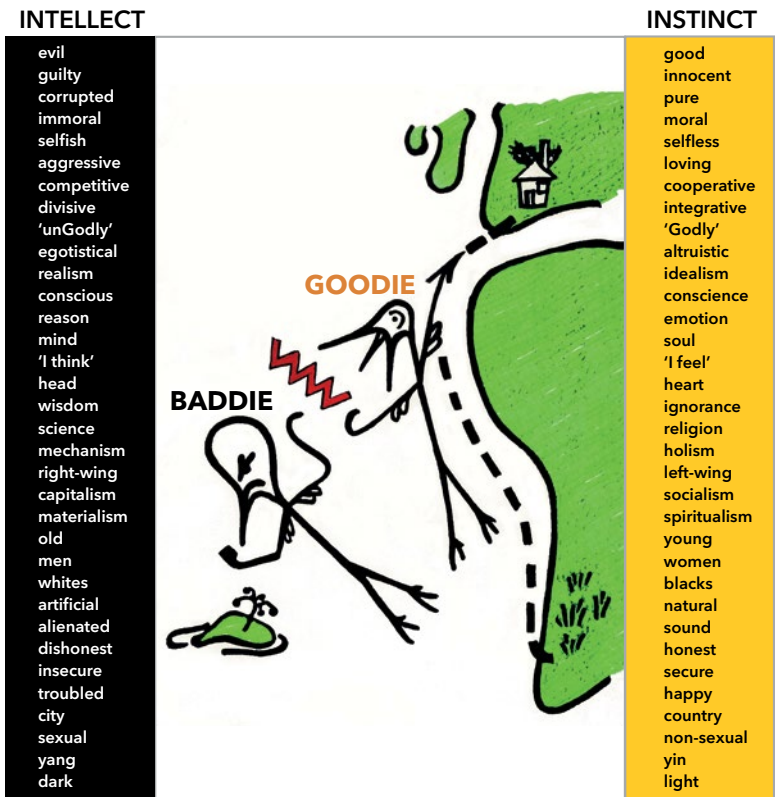 INTELLECT
evil
guilty
corrupted
immoral
selfish
aggressive
competitive
divisive
'unGodly'
egotistical
realism
conscious
reason
mind
'I think'
head
wisdom
science
mechanism
right-wing
capitalism
materialism
old
men
whites
artificial
alienated
dishonest
insecure
troubled
city
sexual
yang
dark
GOODIE
BADDIE
INSTINCT
good
innocent
pure
moral
selfless
loving
cooperative
integrative
'Godly'
altruistic
idealism
conscience
emotion
soul
'I feel'
heart
ignorance
religion
holism
left-wing
socialism
spiritualism
young
women
blacks
natural
sound
honest
secure
happy
country
non-sexual
yin
light